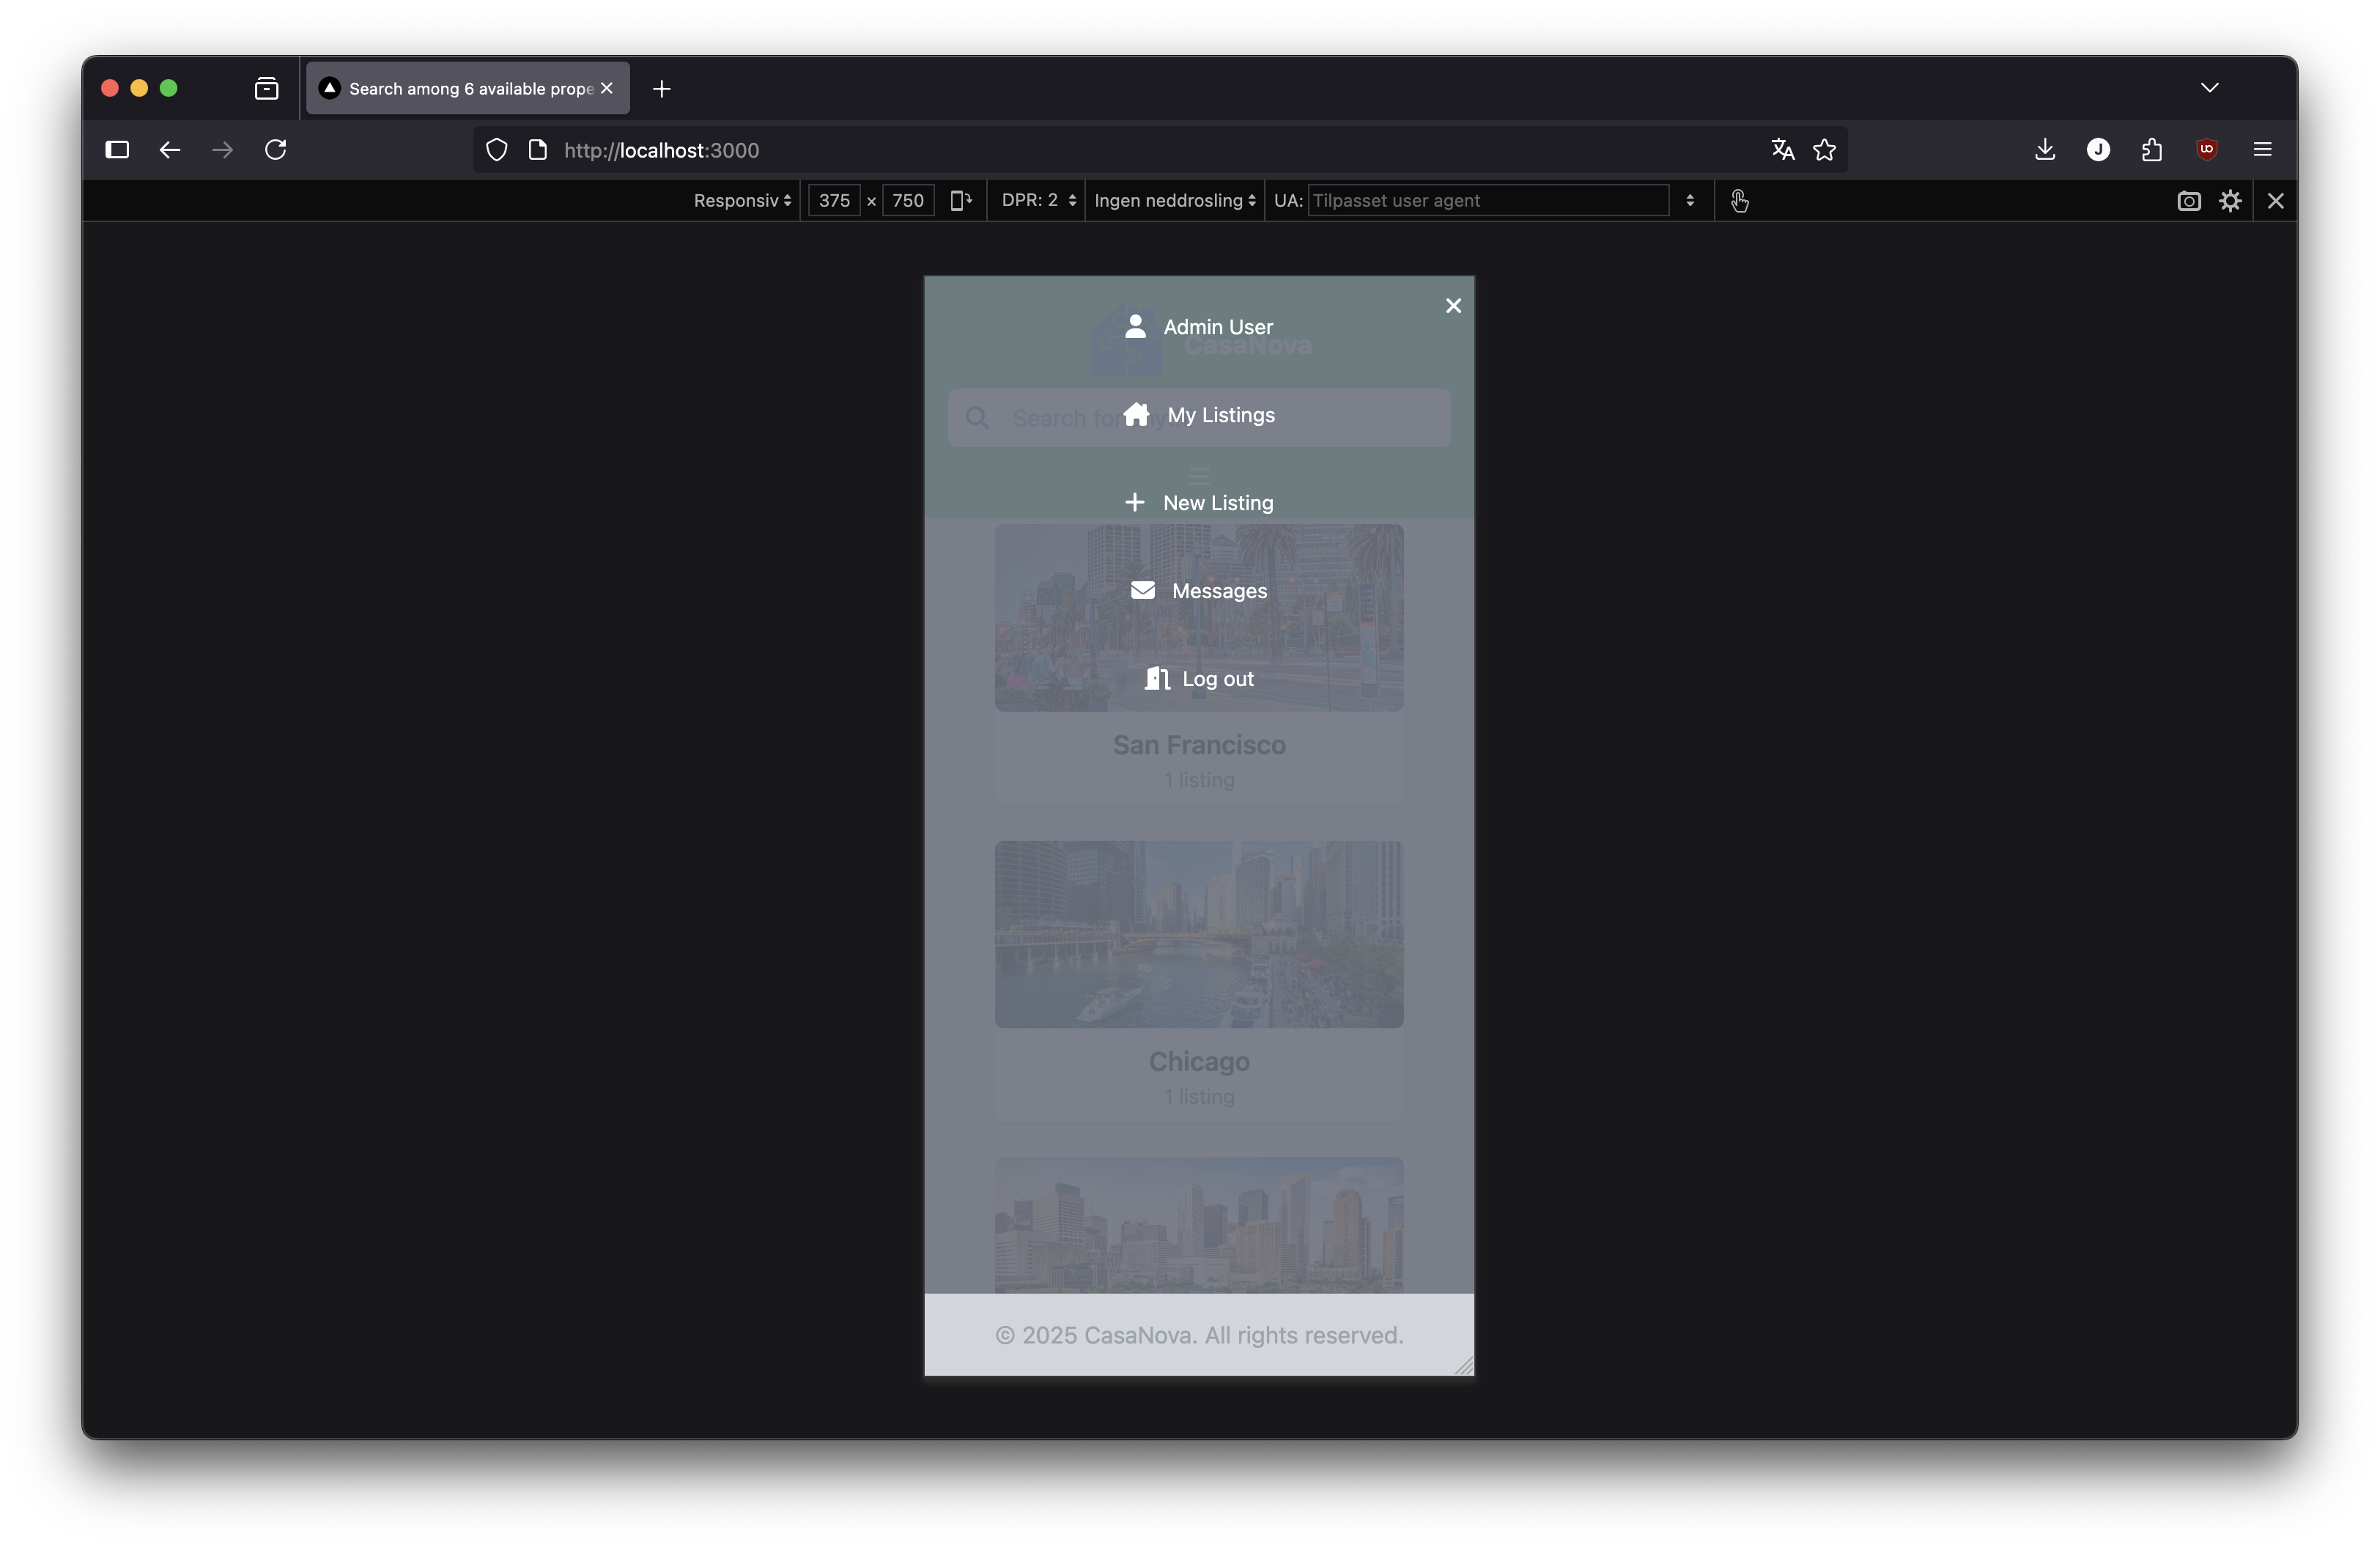 Search among 6 available prope
http://localhost:3000
Responsiv 375 × 750 DPR: 2 Ingen neddrosling UA: Tilpasset user agent
Admin User
CasaNova
Search for
My Listings
New Listing
Messages
Log out
San Francisco
1 listing
Chicago
1 listing
© 2025 CasaNova. All rights reserved.